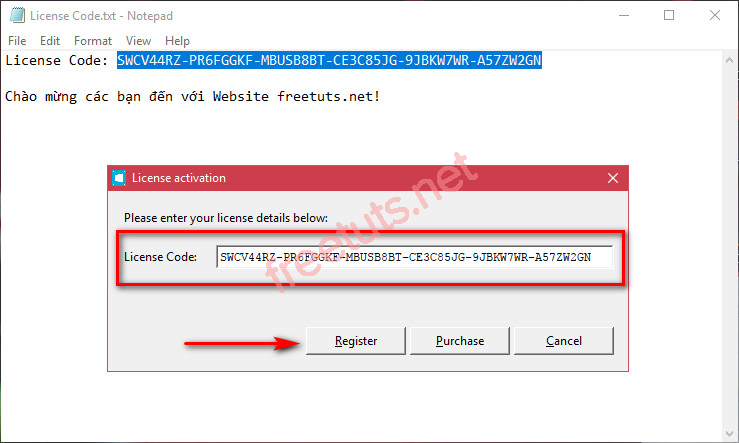 License Code.txt - Notepad
File Edit Format View Help
License Code: SWCV44RZ-PR6FGGKF-MBUSB8BT-CE3C85JG-9JBKW7WR-A57ZW2GN
Chào mừng các bạn đến với Website freetuts.net!
License activation
Please enter your license details below:
License Code: SWCV44RZ-PR6FGGKF-MBUSB8BT-CE3C85JG-9JBKW7WR-A57ZW2GN
Register Purchase Cancel
freetuts.net